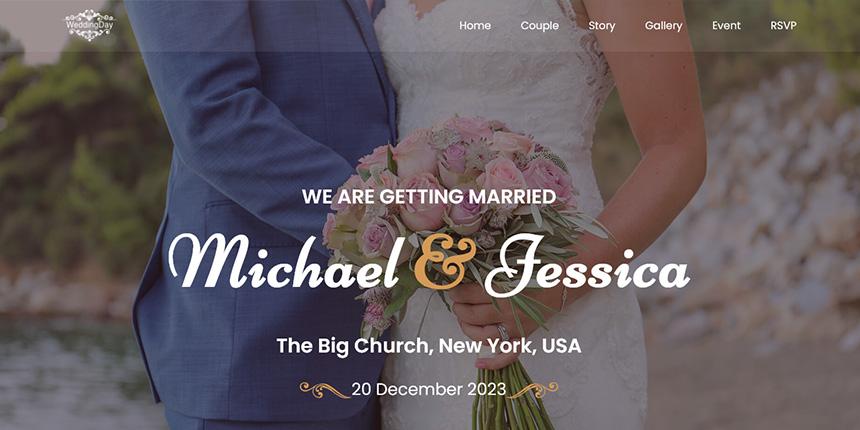 WeddingDay
Home Couple Story Gallery Event RSVP
WE ARE GETTING MARRIED
Michael & Jessica
The Big Church, New York, USA
20 December 2023